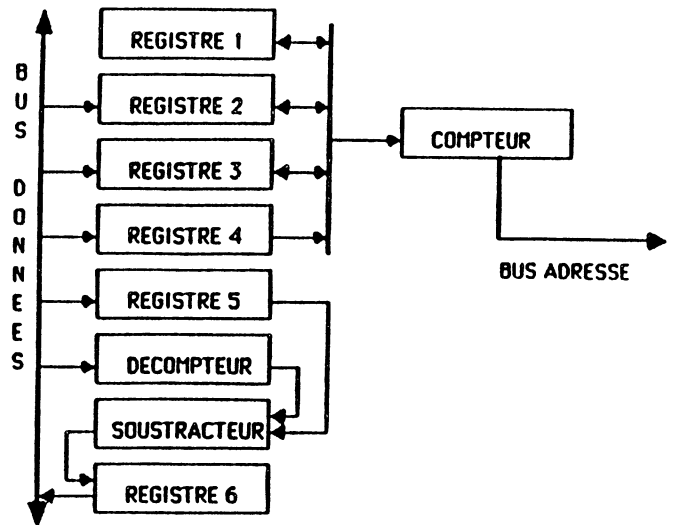 BUS DONNEES
REGISTRE 1
REGISTRE 2
REGISTRE 3
REGISTRE 4
REGISTRE 5
DECOMPTEUR
SOUSTRACTEUR
REGISTRE 6
COMPTEUR
BUS ADRESSE